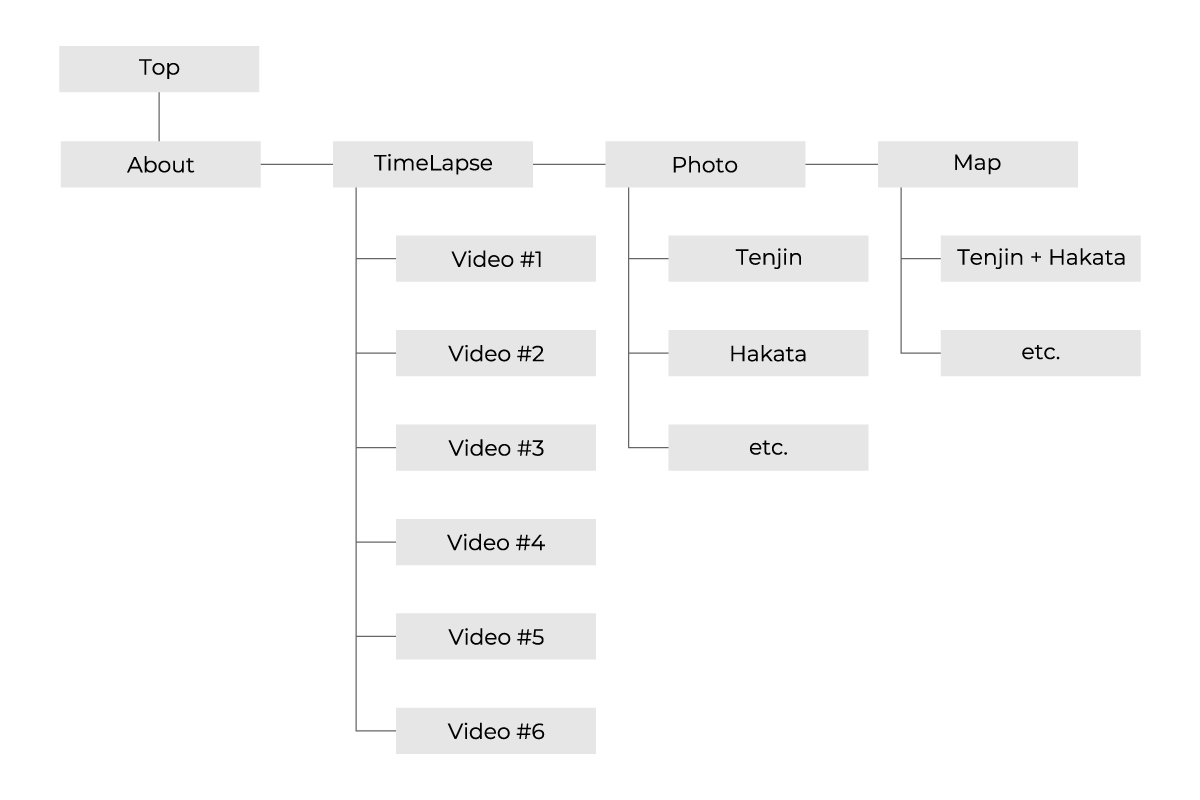 Top
About
TimeLapse
Photo
Map
Video #1
Tenjin
Tenjin + Hakata
Video #2
Hakata
etc.
Video #3
etc.
Video #4
Video #5
Video #6